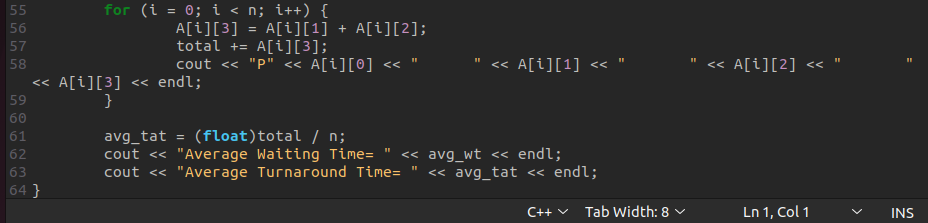 55         for (i = 0; i < n; i++) {
56                 A[i][3] = A[i][1] + A[i][2];
57                 total += A[i][3];
58                 cout << "P" << A[i][0] << "       " << A[i][1] << "        " << A[i][2] << "        "
<< A[i][3] << endl;
59         }
60
61         avg_tat = (float)total / n;
62         cout << "Average Waiting Time= " << avg_wt << endl;
63         cout << "Average Turnaround Time= " << avg_tat << endl;
64 }
C++ Tab Width: 8 Ln 1, Col 1 INS